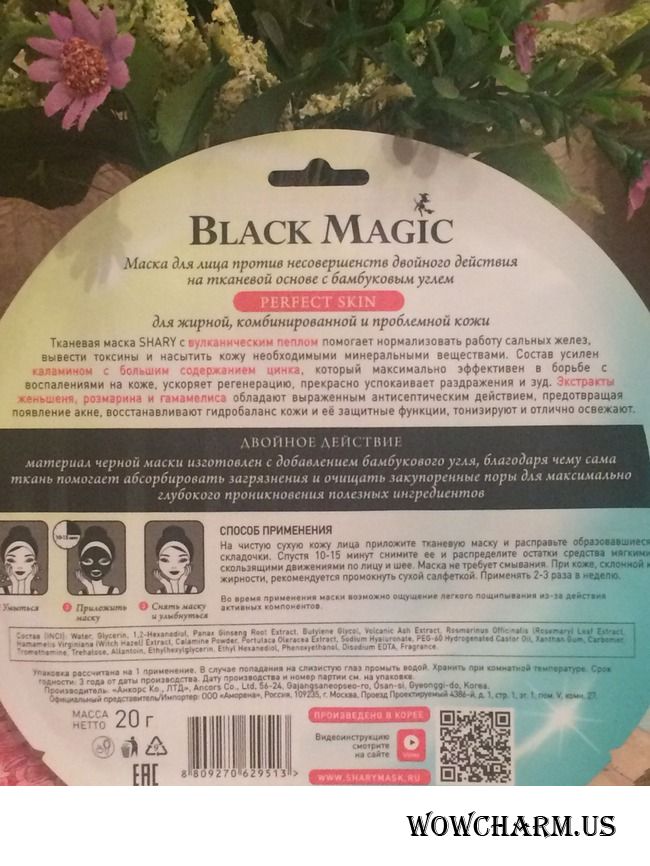 BLACK MAGIC
Маска для лица против несовершенств двойного действия
на тканевой основе с бамбуковым углем
PERFECT SKIN
для жирной, комбинированной и проблемной кожи
Тканевая маска SHARY с вулканическим пеплом помогает нормализовать работу сальных желез,
вывести токсины и насытить кожу необходимыми минеральными веществами. Состав усилен
каламином с большим содержанием цинка, который максимально эффективен в борьбе с
воспалениями на коже, ускоряет регенерацию, прекрасно успокаивает раздражения и зуд. Экстракты
женьшеня, розмарина и гамамелиса обладают выраженным антисептическим действием, предотвращая
появление акне, восстанавливают гидробаланс кожи и её защитные функции, тонизируют и отлично освежают.
ДВОЙНОЕ ДЕЙСТВИЕ
материал черной маски изготовлен с добавлением бамбукового угля, благодаря чему сама
ткань помогает абсорбировать загрязнения и очищать закупоренные поры для максимально
глубокого проникновения полезных ингредиентов
10-15 мин
СПОСОБ ПРИМЕНЕНИЯ
На чистую сухую кожу лица приложите тканевую маску и расправьте образовавшиеся
складочки. Спустя 10-15 минут снимите ее и распределите остатки средства мягкими
скользящими движениями по лицу и шее. Маска не требует смывания. При коже, склонной к
жирности, рекомендуется промокнуть сухой салфеткой. Применять 2-3 раза в неделю.
Во время применения маски возможно ощущение легкого пощипывания из-за действия
активных компонентов.
Умыться
2 Приложить
маску
3 Снять маску
и улыбнуться
Состав (INCI): Water, Glycerin, 1,2-Hexanediol, Panax Ginseng Root Extract, Butylene Glycol, Volcanic Ash Extract, Rosmarinus Officinalis (Rosemary) Leaf Extract,
Hamamelis Virginiana (Witch Hazel) Extract, Calamine Powder, Portulaca Oleracea Extract, Sodium Hyaluronate, PEG-60 Hydrogenated Castor Oil, Xanthan Gum, Carbomer,
Tromethamine, Trehalose, Allantoin, Ethylhexylglycerin, Ethyl Hexanediol, Phenoxyethanol, Disodium EDTA, Fragrance.
Упаковка рассчитана на 1 применение. В случае попадания на слизистую глаз промыть водой. Хранить при комнатной температуре. Срок
годности: 3 года от даты производства. Дата производства и номер партии см. на упаковке.
Производитель: «Анкорс Ко., ЛТД», Ancors Co., Ltd, 56-24, Gajangsaneopseo-ro, Osan-si, Gyeonggi-do, Korea.
Официальный представитель/Импортер: ООО «Аморена», Россия, 109235, г. Москва, Проезд Проектируемый 4386-й, д. 1, стр. 1, эт. 1, пом. V, комн. 27.
МАССА
НЕТТО 20 г
EAC
8 809270 629513 >
ПРОИЗВЕДЕНО В КОРЕЕ
Видеоинструкцию
смотрите
на сайте
WWW.SHARYMASK.RU
WOWCHARM.US